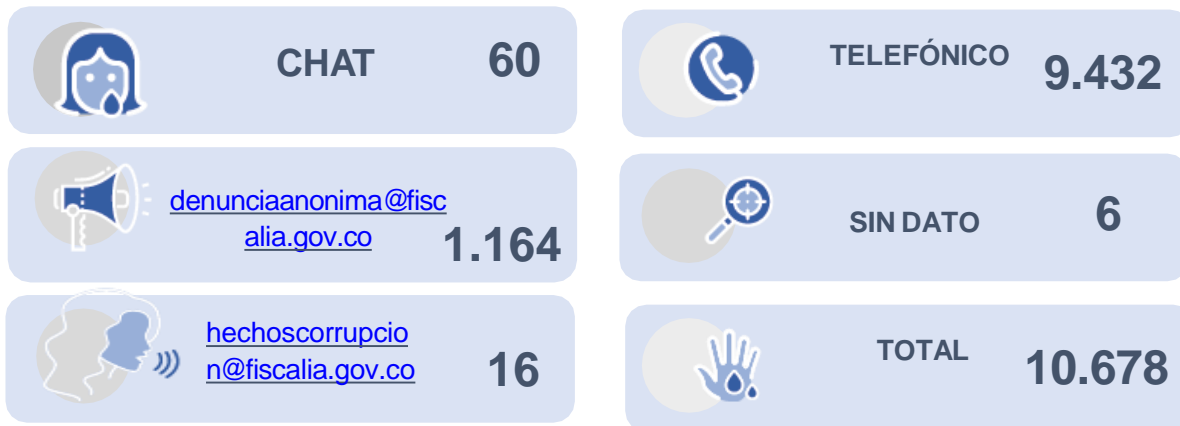 CHAT
60
denunciaanonima@fisc
alia.gov.co
1.164
hechoscorrupcio
n@fiscalia.gov.co
16
TELEFÓNICO
9.432
SIN DATO
6
TOTAL
10.678